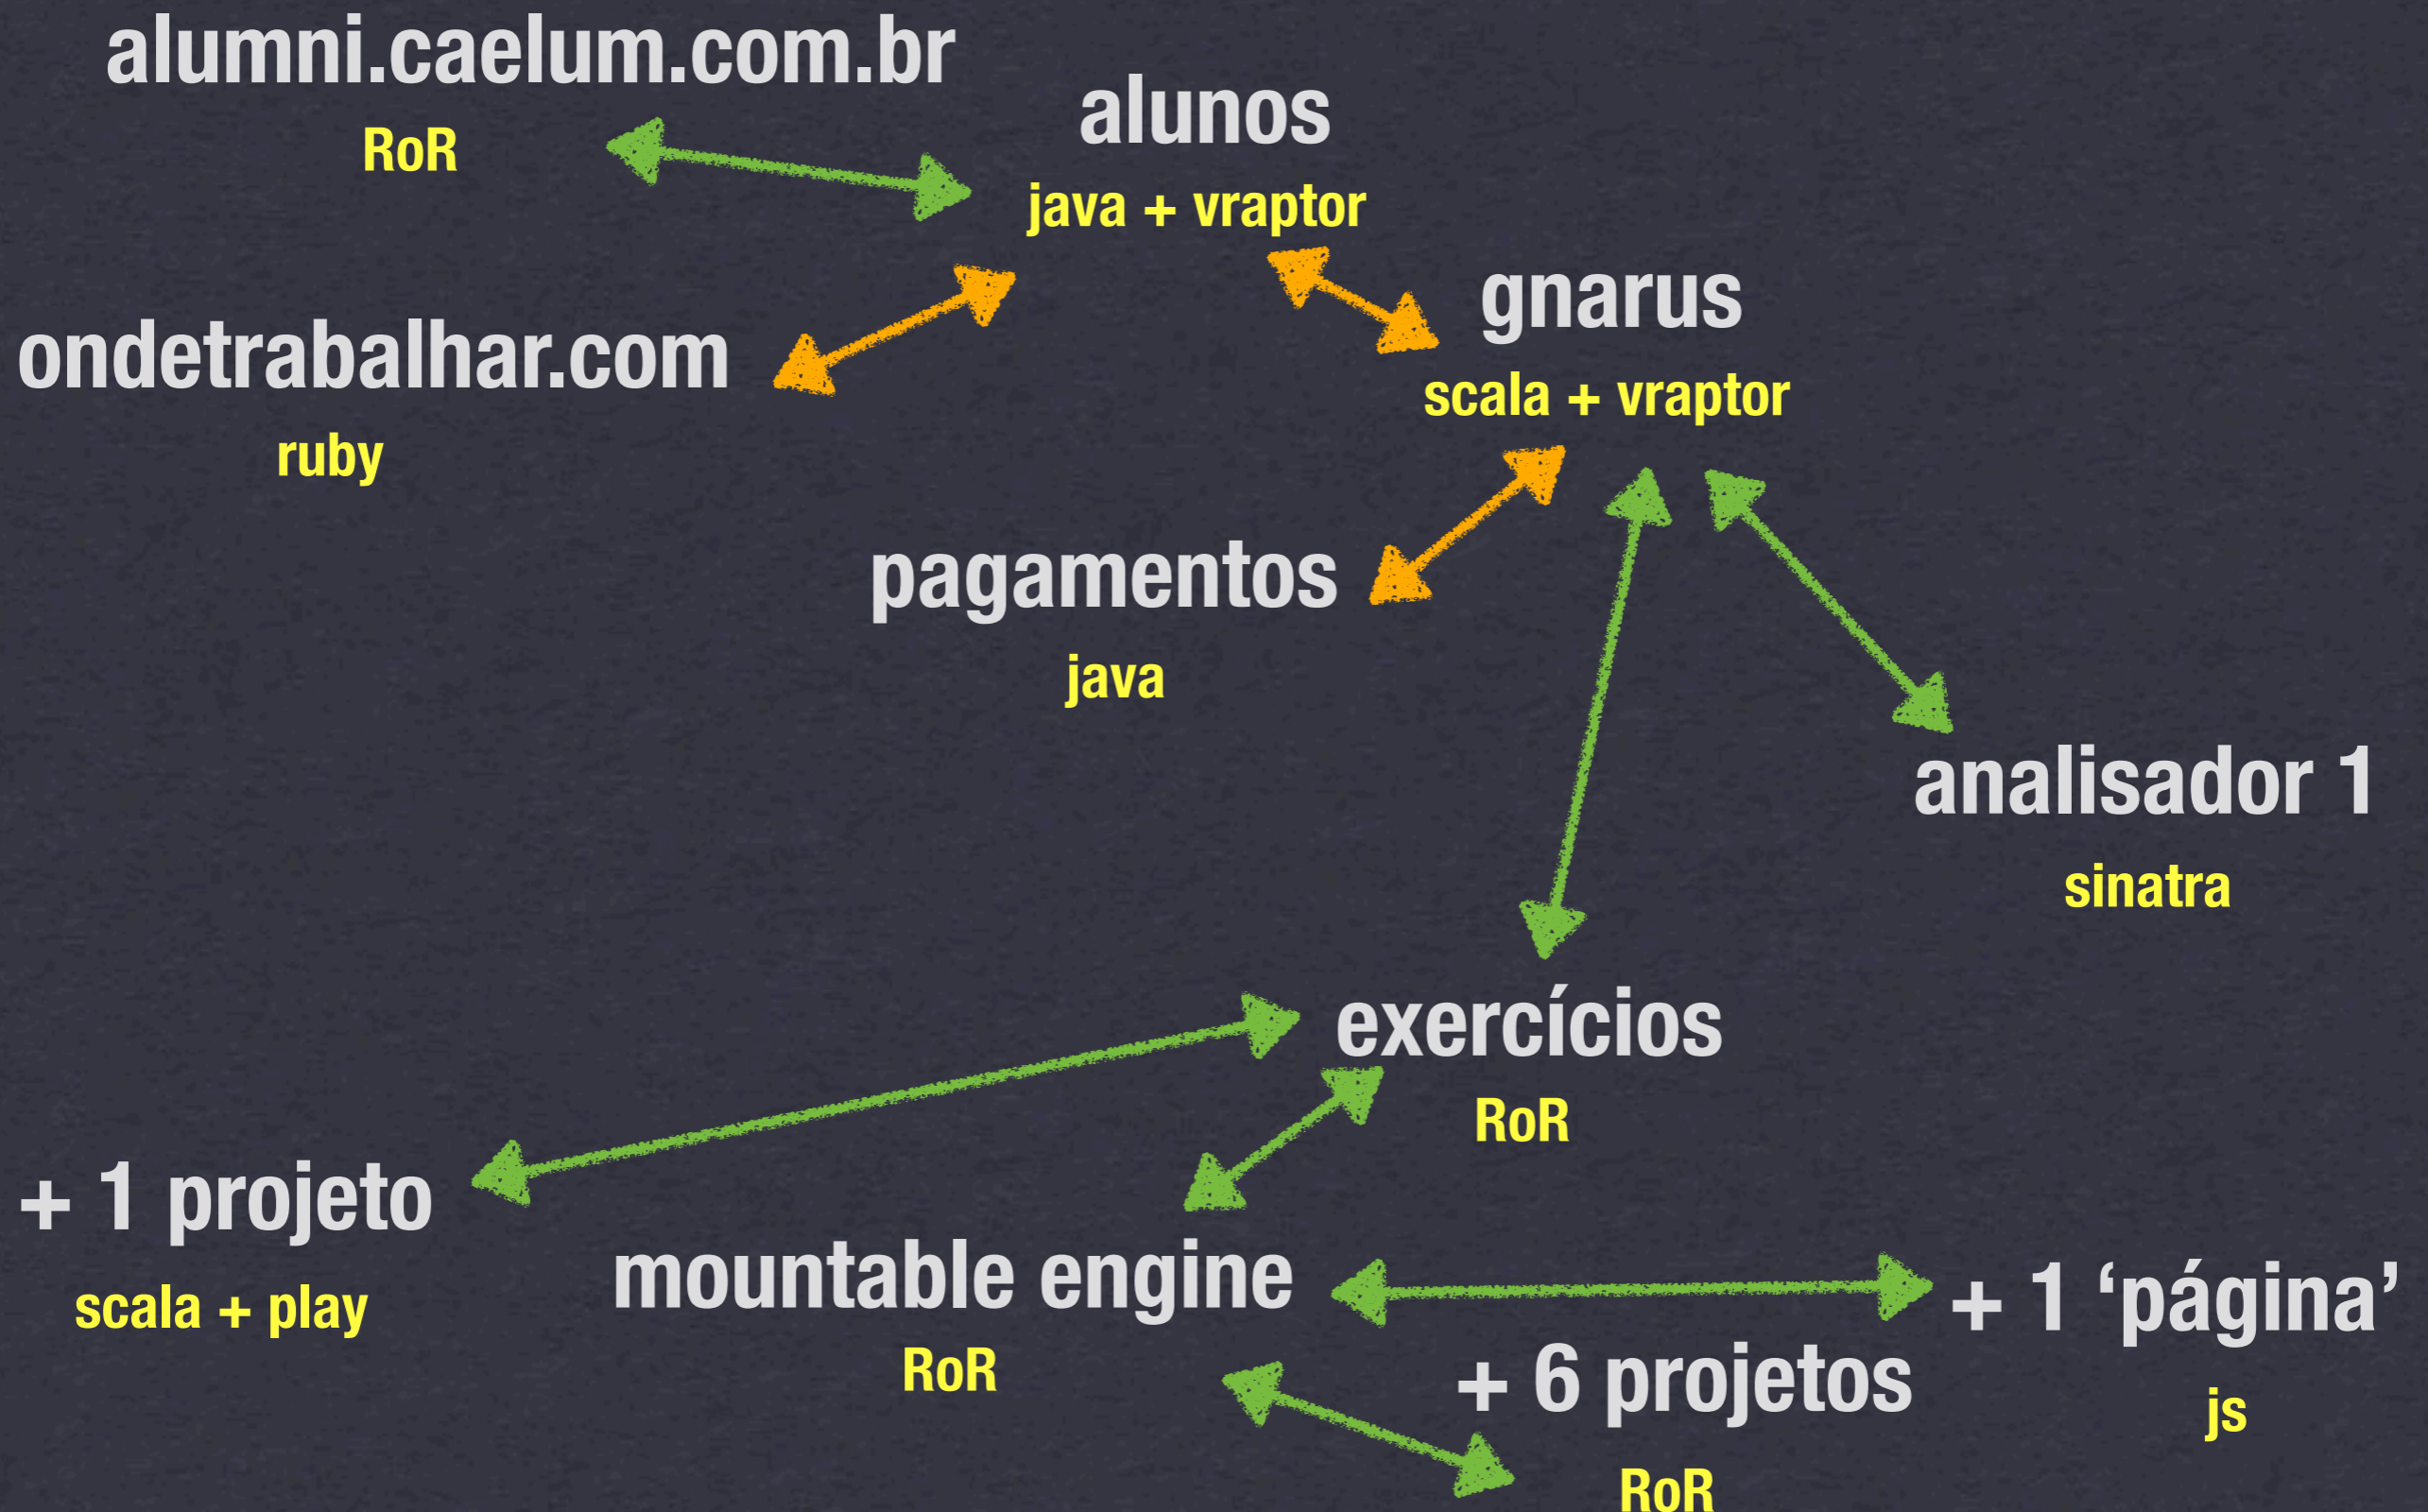 alumni.caelum.com.br
RoR
alunos
java + vraptor
ondetrabalhar.com
ruby
gnarus
scala + vraptor
pagamentos
java
analisador 1
sinatra
exercícios
RoR
+ 1 projeto
scala + play
mountable engine
RoR
+ 1 ‘página’
js
+ 6 projetos
RoR